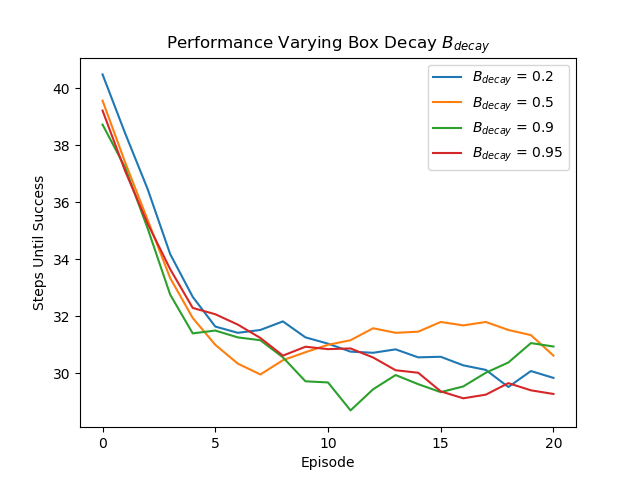 Performance Varying Box Decay B_decay
B_decay = 0.2
B_decay = 0.5
B_decay = 0.9
B_decay = 0.95
Steps Until Success
40
38
36
34
32
30
0 5 10 15 20
Episode